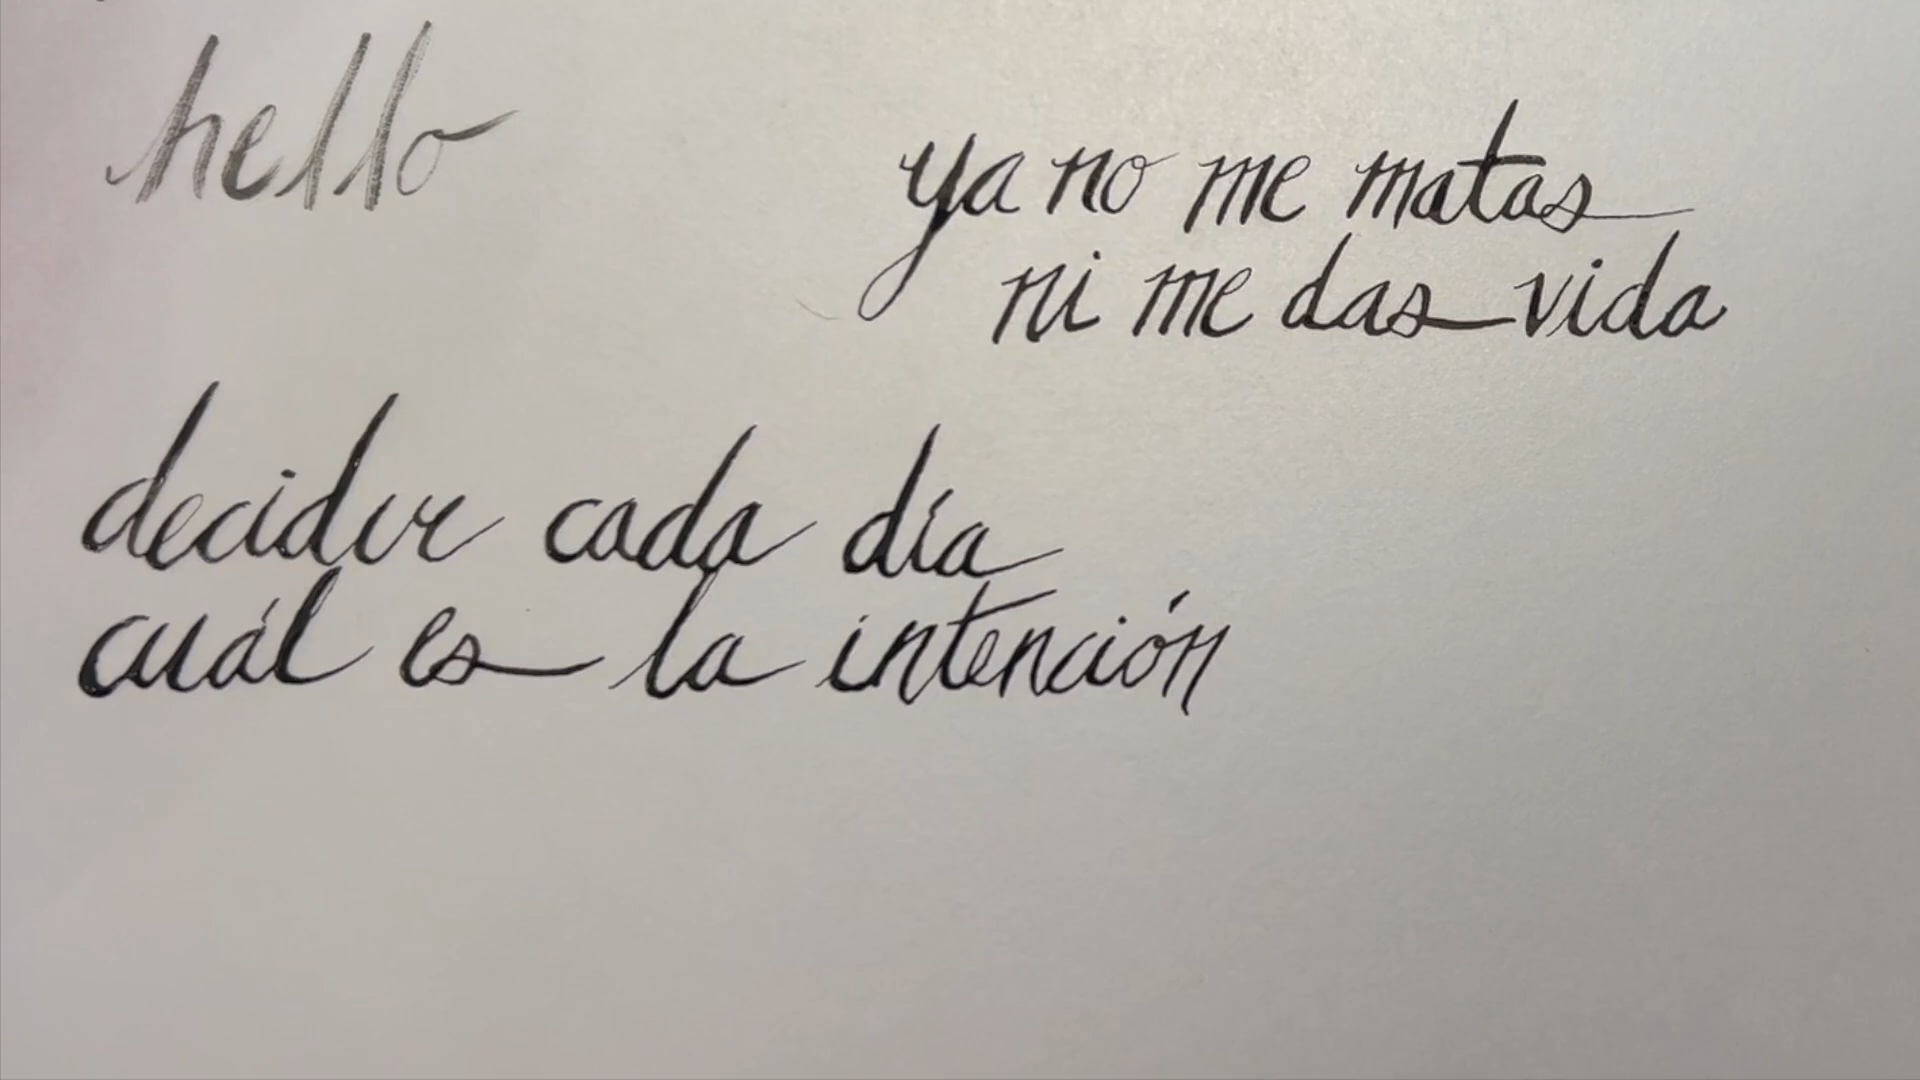 hello
ya no me matas
ni me das vida
decidir cada día
cuál es la intención